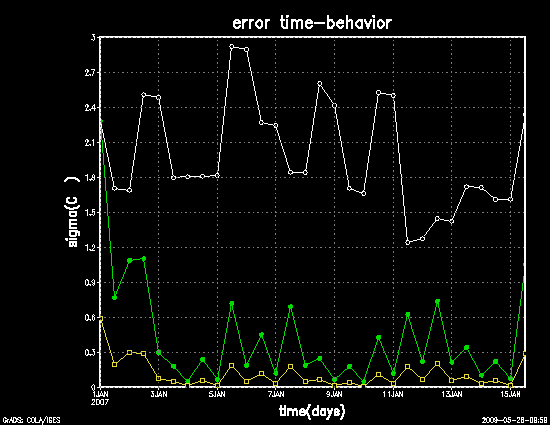 error time-behavior
3
2.7
2.4
2.1
1.8
1.5
1.2
0.9
0.6
0.3
0
sigma(C )
1JAN 3JAN 5JAN 7JAN 9JAN 11JAN 13JAN 15JAN
2007
time(days)
GrADS: COLA/IGES 2009-05-28-09:58